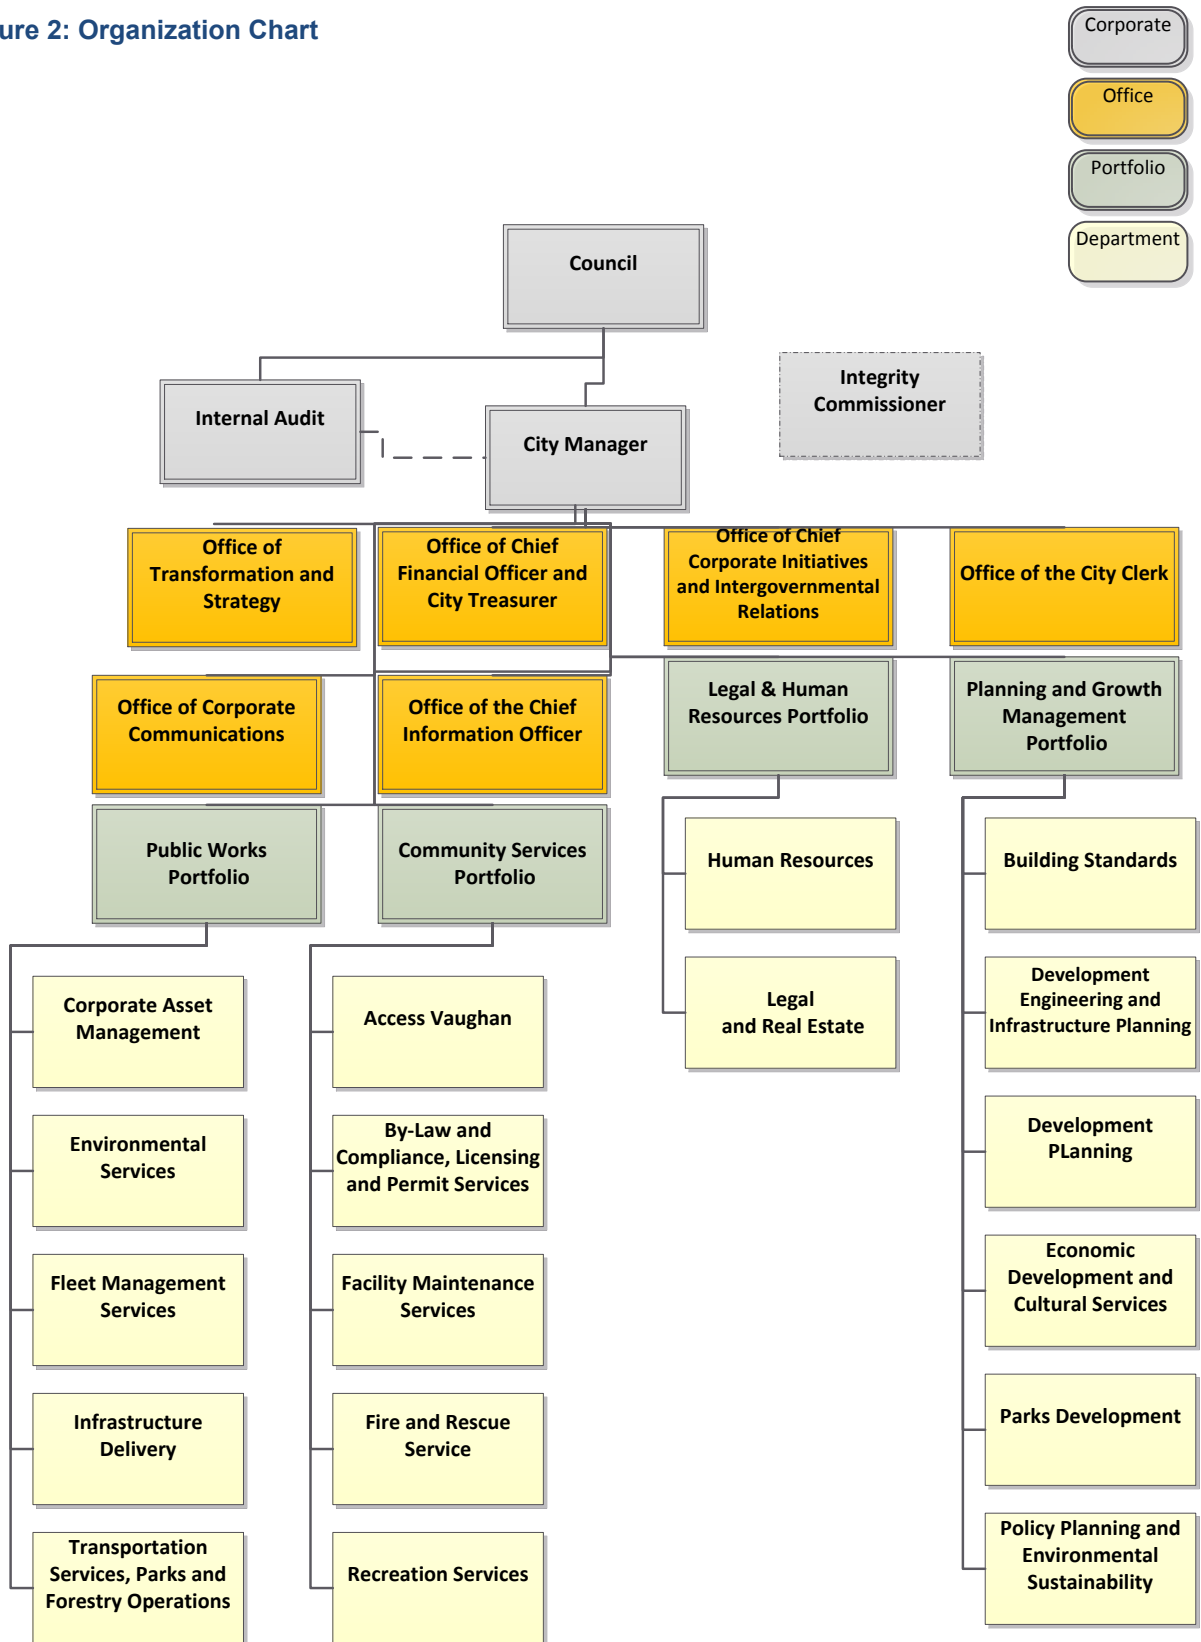 ure 2: Organization Chart
Corporate
Office
Portfolio
Department
Council
Internal Audit
City Manager
Integrity
Commissioner
Office of
Transformation and
Strategy
Office of Chief
Financial Officer and
City Treasurer
Office of Chief
Corporate Initiatives
and Intergovernmental
Relations
Office of the City Clerk
Office of Corporate
Communications
Office of the Chief
Information Officer
Legal & Human
Resources Portfolio
Planning and Growth
Management
Portfolio
Public Works
Portfolio
Community Services
Portfolio
Human Resources
Legal
and Real Estate
Building Standards
Development
Engineering and
Infrastructure Planning
Development
PLanning
Economic
Development and
Cultural Services
Parks Development
Policy Planning and
Environmental
Sustainability
Corporate Asset
Management
Environmental
Services
Fleet Management
Services
Infrastructure
Delivery
Transportation
Services, Parks and
Forestry Operations
Access Vaughan
By-Law and
Compliance, Licensing
and Permit Services
Facility Maintenance
Services
Fire and Rescue
Service
Recreation Services